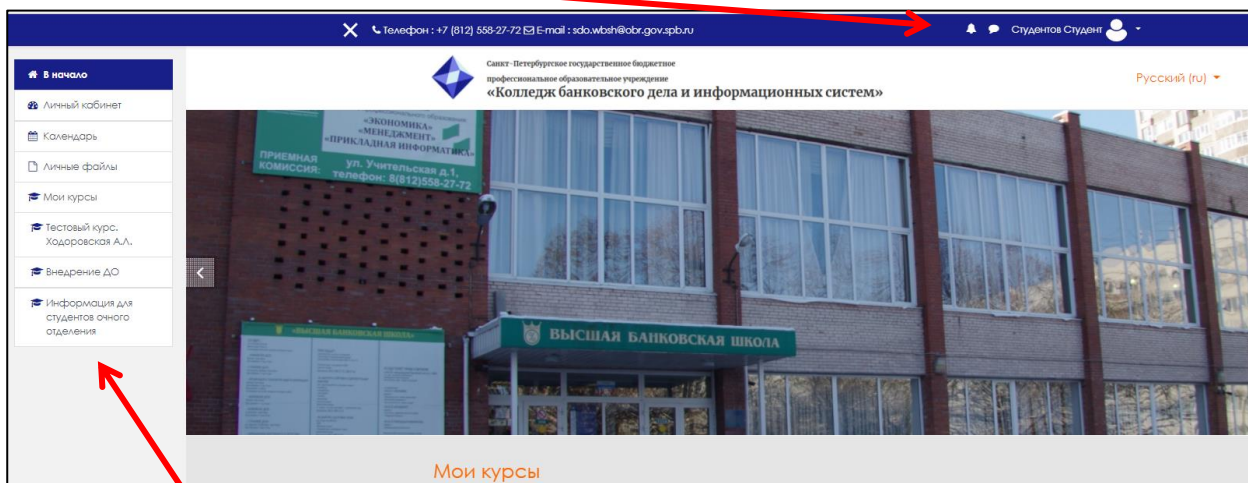 Телефон : +7 (812) 558-27-72 E-mail : sdo.wbsh@obr.gov.spb.ru
Студентов Студент
В начало
Личный кабинет
Календарь
Личные файлы
Мои курсы
Тестовый курс.
Ходоровская А.Л.
Внедрение ДО
Информация для
студентов очного
отделения
Санкт-Петербургское государственное бюджетное
профессиональное образовательное учреждение
«Колледж банковского дела и информационных систем»
Русский (ru)
«ЭКОНОМИКА»
«МЕНЕДЖМЕНТ»
«ПРИКЛАДНАЯ ИНФОРМАТИКА»
ПРИЕМНАЯ
КОМИССИЯ:
ул. Учительская д.1,
телефон: 8(812)558-27-72
«ВЫСШАЯ БАНКОВСКАЯ ШКОЛА»
ВЫСШАЯ БАНКОВСКАЯ ШКОЛА
Мои курсы